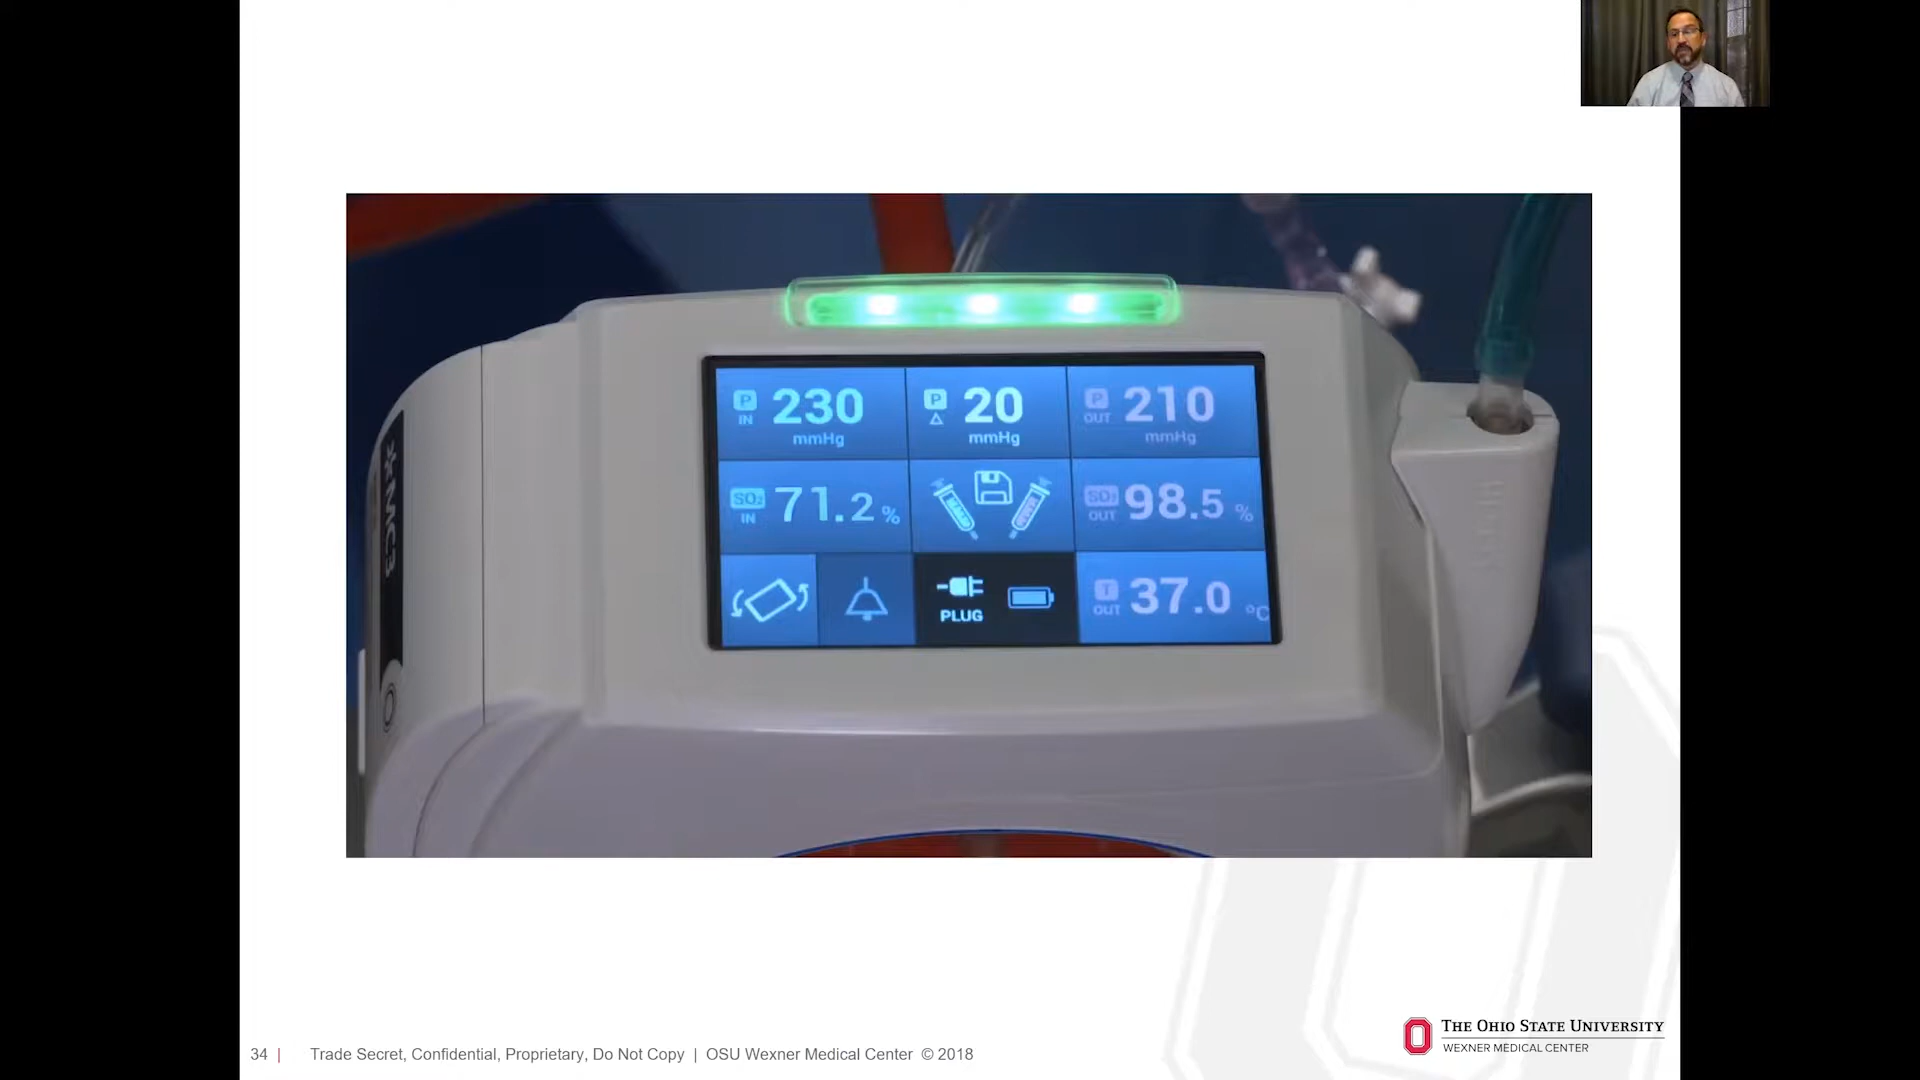 P IN 230 mmHg
P △ 20 mmHg
P OUT 210 mmHg
SO₂ IN 71.2 %
SO₂ OUT 98.5 %
PLUG
T OUT 37.0 °C
MC3
34 | Trade Secret, Confidential, Proprietary, Do Not Copy | OSU Wexner Medical Center © 2018
THE OHIO STATE UNIVERSITY
WEXNER MEDICAL CENTER